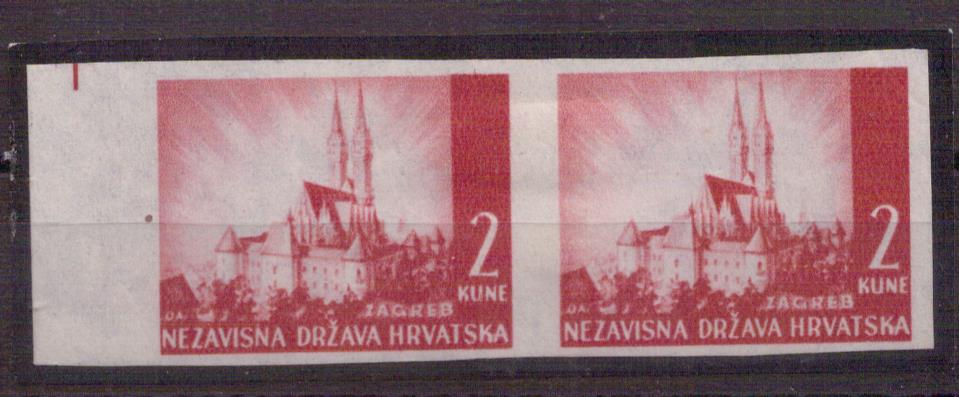 2
KUNE
ZAGREB
NEZAVISNA DRŽAVA HRVATSKA
2
KUNE
ZAGREB
NEZAVISNA DRŽAVA HRVATSKA